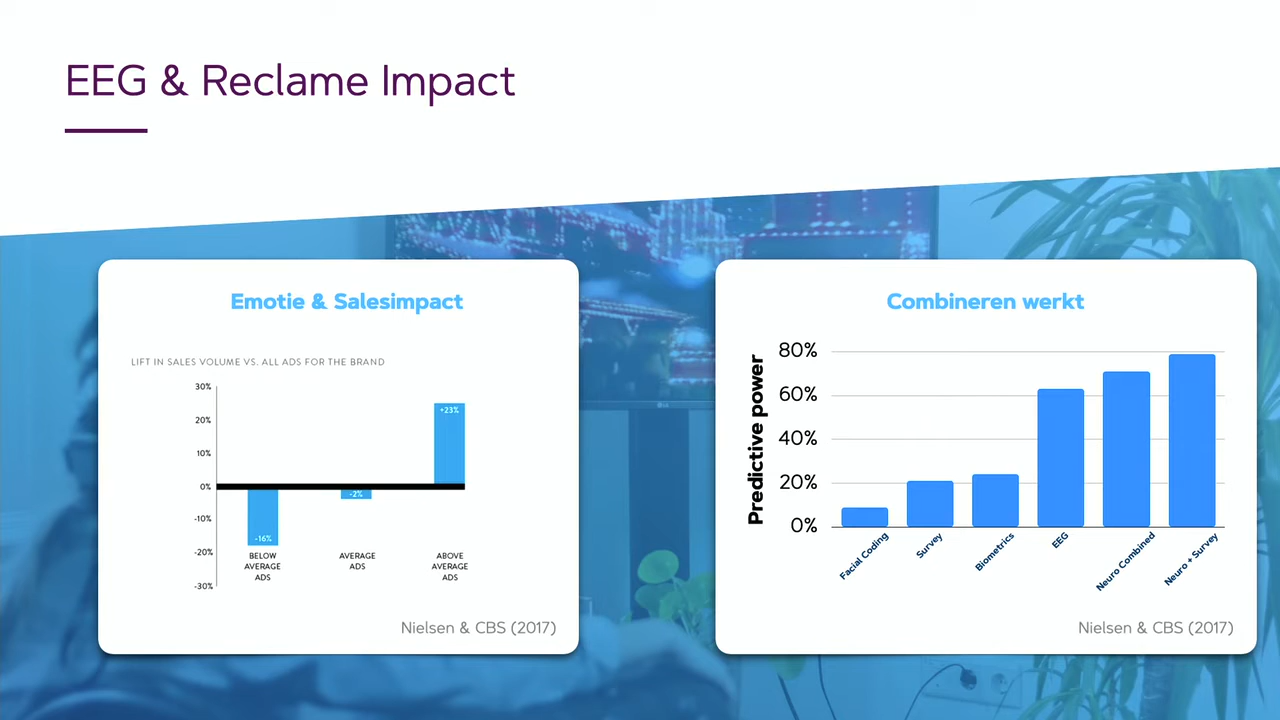 EEG & Reclame Impact
Emotie & Salesimpact
LIFT IN SALES VOLUME VS. ALL ADS FOR THE BRAND
30%
20%
10%
0%
-10%
-20%
-30%
-16%
-2%
+23%
BELOW
AVERAGE
ADS
AVERAGE
ADS
ABOVE
AVERAGE
ADS
Nielsen & CBS (2017)
Combineren werkt
Predictive power
80%
60%
40%
20%
0%
Facial Coding
Survey
Biometrics
EEG
Neuro Combined
Neuro + Survey
Nielsen & CBS (2017)